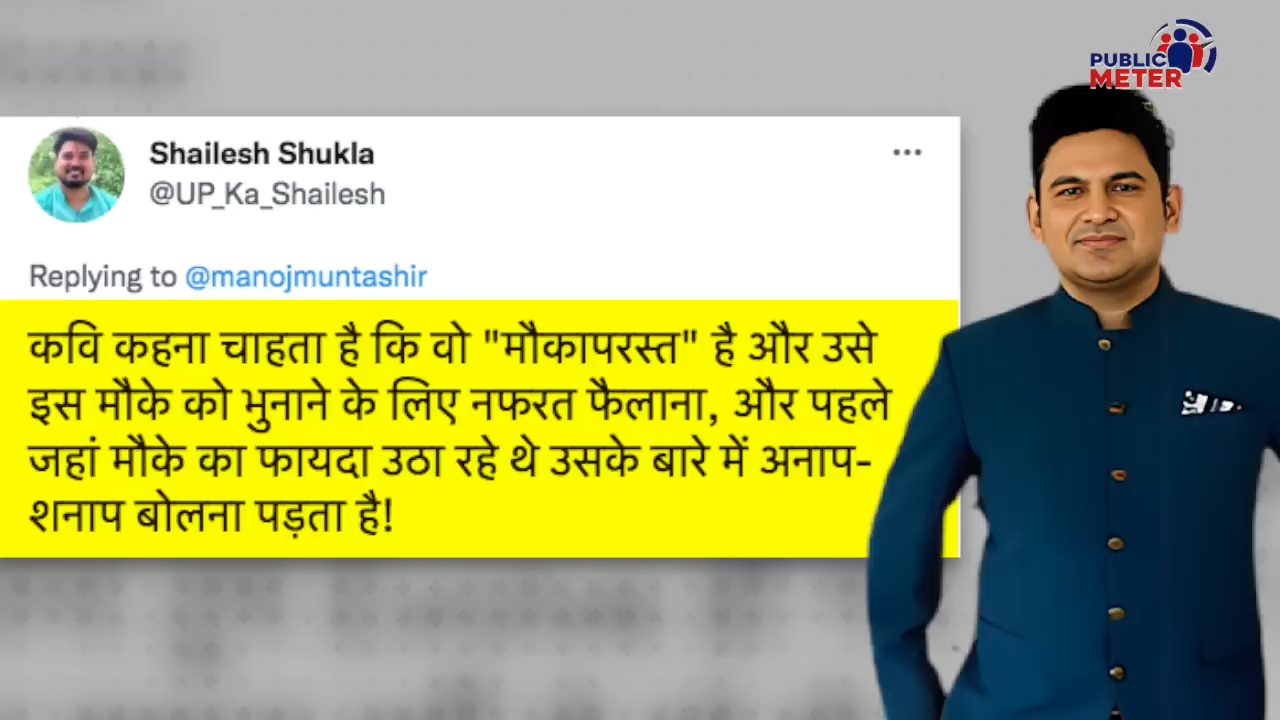 PUBLIC
METER
Shailesh Shukla
@UP_Ka_Shailesh
Replying to @manojmuntashir
कवि कहना चाहता है कि वो "मौकापरस्त" है और उसे
इस मौके को भुनाने के लिए नफरत फैलाना, और पहले
जहां मौके का फायदा उठा रहे थे उसके बारे में अनाप-
शनाप बोलना पड़ता है!